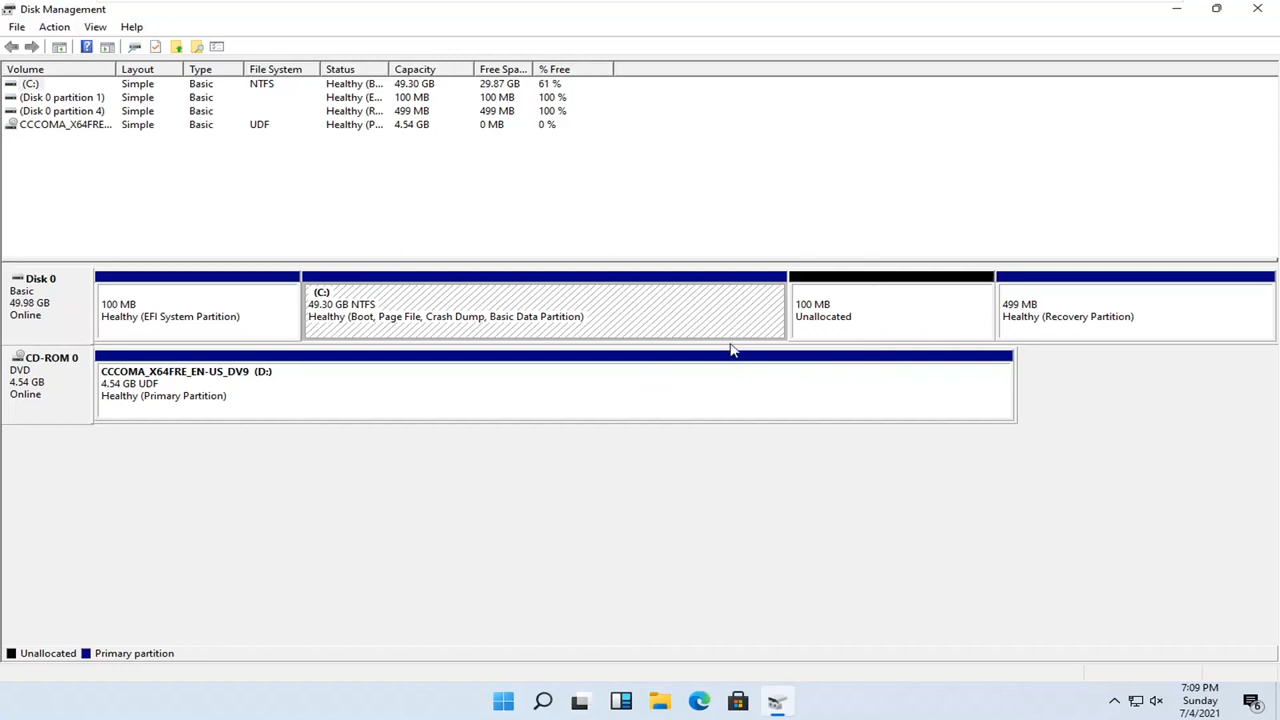 Disk Management
File Action View Help
Volume Layout Type File System Status Capacity Free Spa... % Free
(C:) Simple Basic NTFS Healthy (B... 49.30 GB 29.87 GB 61 %
(Disk 0 partition 1) Simple Basic Healthy (E... 100 MB 100 MB 100 %
(Disk 0 partition 4) Simple Basic Healthy (R... 499 MB 499 MB 100 %
CCCOMA_X64FRE... Simple Basic UDF Healthy (P... 4.54 GB 0 MB 0 %
Disk 0
Basic
49.98 GB
Online
100 MB
Healthy (EFI System Partition)
(C:)
49.30 GB NTFS
Healthy (Boot, Page File, Crash Dump, Basic Data Partition)
100 MB
Unallocated
499 MB
Healthy (Recovery Partition)
CD-ROM 0
DVD
4.54 GB
Online
CCCOMA_X64FRE_EN-US_DV9 (D:)
4.54 GB UDF
Healthy (Primary Partition)
Unallocated Primary partition
7:09 PM
Sunday
7/4/2021
6